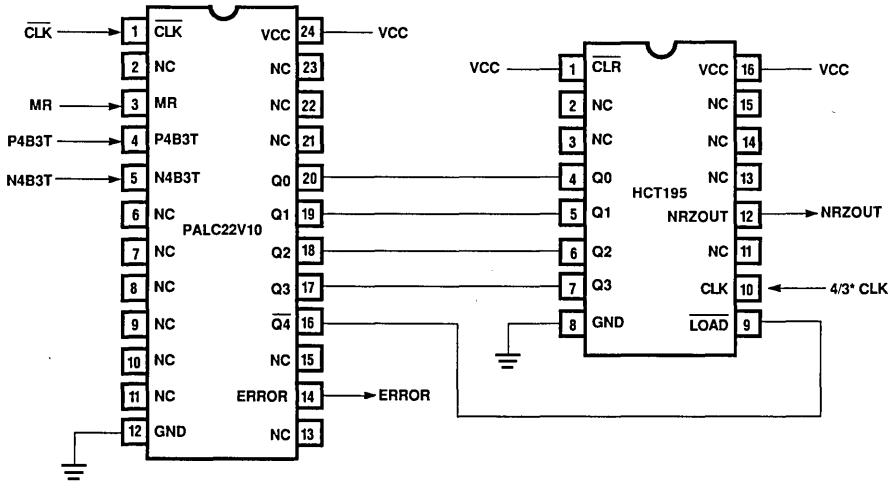 CLK 1 CLK VCC 24 VCC
2 NC NC 23
MR 3 MR NC 22
P4B3T 4 P4B3T NC 21
N4B3T 5 N4B3T Q0 20
6 NC Q1 19
PALC22V10
7 NC Q2 18
8 NC Q3 17
9 NC Q4 16
10 NC NC 15
11 NC ERROR 14 ERROR
12 GND NC 13
VCC 1 CLR VCC 16 VCC
2 NC NC 15
3 NC NC 14
4 Q0 NC 13
HCT195
5 Q1 NRZOUT 12 NRZOUT
6 Q2 NC 11
7 Q3 CLK 10 4/3* CLK
8 GND LOAD 9